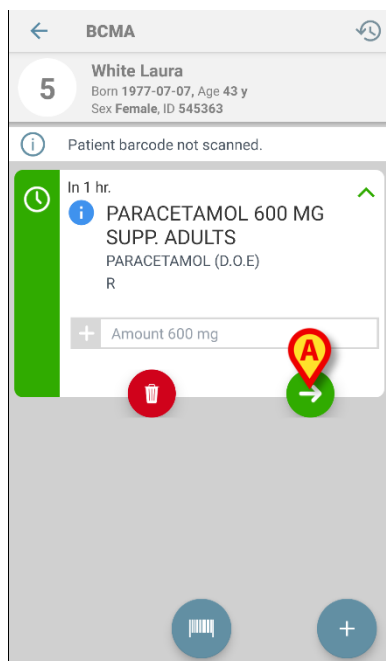 BCMA
5
White Laura
Born 1977-07-07, Age 43 y
Sex Female, ID 545363
i
Patient barcode not scanned.
In 1 hr.
i
PARACETAMOL 600 MG
SUPP. ADULTS
PARACETAMOL (D.O.E)
R
+ Amount 600 mg
A
+